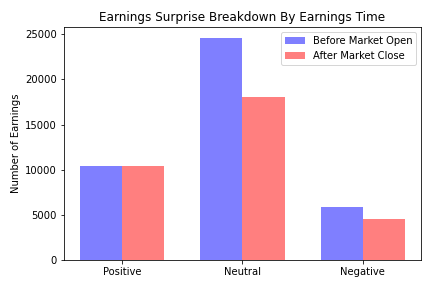 Earnings Surprise Breakdown By Earnings Time
Before Market Open
After Market Close
Number of Earnings
25000
20000
15000
10000
5000
0
Positive Neutral Negative